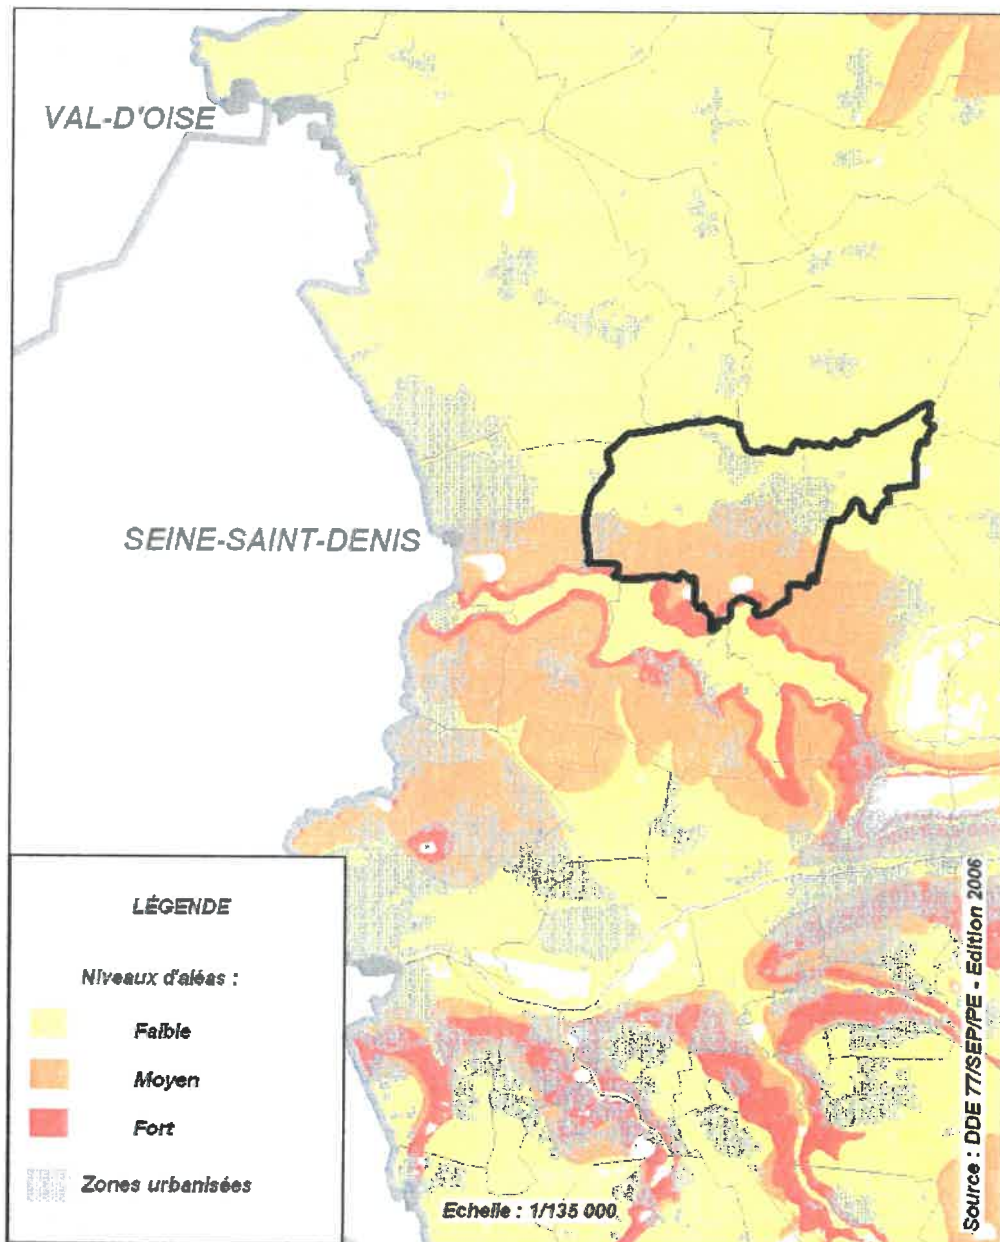 VAL-D'OISE
SEINE-SAINT-DENIS
LÉGENDE
Niveaux d'aléas :
Faible
Moyen
Fort
Zones urbanisées
Echelle : 1/135 000
Source : DDE 77/SEP/PE - Edition 2006